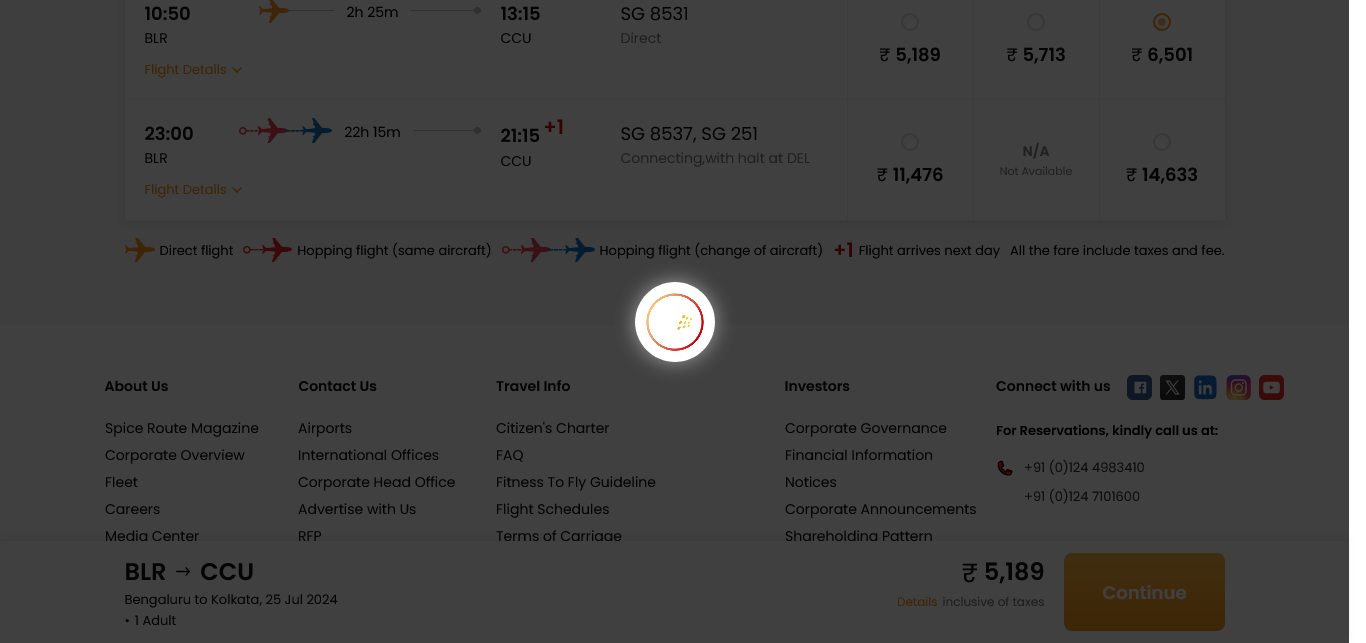 10:50 2h 25m 13:15 SG 8531
BLR CCU Direct
₹ 5,189 ₹ 5,713 ₹ 6,501
Flight Details
23:00 22h 15m 21:15 +1 SG 8537, SG 251
BLR CCU Connecting,with halt at DEL
N/A
Not Available
₹ 11,476 ₹ 14,633
Flight Details
Direct flight Hopping flight (same aircraft) Hopping flight (change of aircraft) +1 Flight arrives next day All the fare include taxes and fee.
About Us
Spice Route Magazine
Corporate Overview
Fleet
Careers
Media Center
Contact Us
Airports
International Offices
Corporate Head Office
Advertise with Us
RFP
Travel Info
Citizen's Charter
FAQ
Fitness To Fly Guideline
Flight Schedules
Terms of Carriage
Investors
Corporate Governance
Financial Information
Notices
Corporate Announcements
Shareholding Pattern
Connect with us
For Reservations, kindly call us at:
+91 (0)124 4983410
+91 (0)124 7101600
BLR → CCU
Bengaluru to Kolkata, 25 Jul 2024
• 1 Adult
₹ 5,189
Details inclusive of taxes
Continue